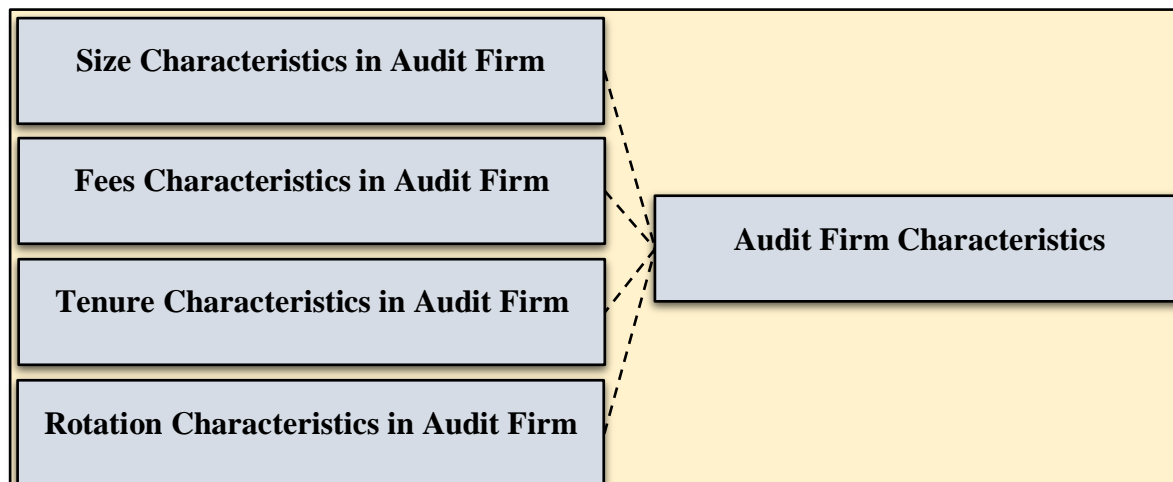 Size Characteristics in Audit Firm
Fees Characteristics in Audit Firm
Audit Firm Characteristics
Tenure Characteristics in Audit Firm
Rotation Characteristics in Audit Firm